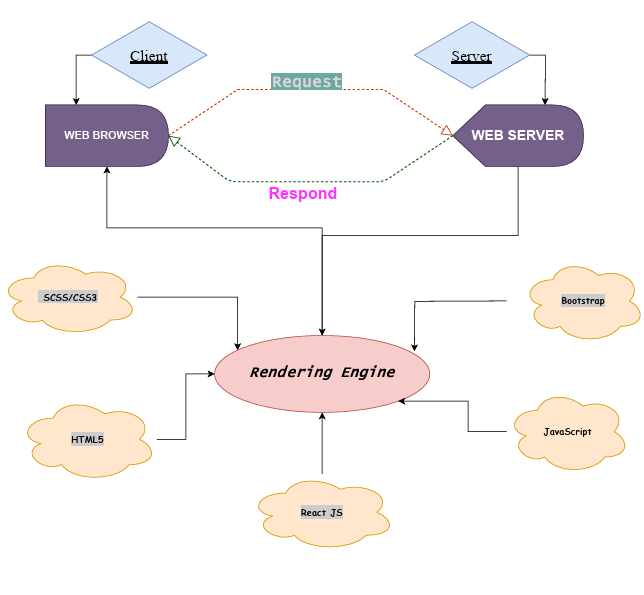 Client
Server
Request
WEB BROWSER
WEB SERVER
Respond
SCSS/CSS3
Bootstrap
Rendering Engine
HTML5
JavaScript
React JS